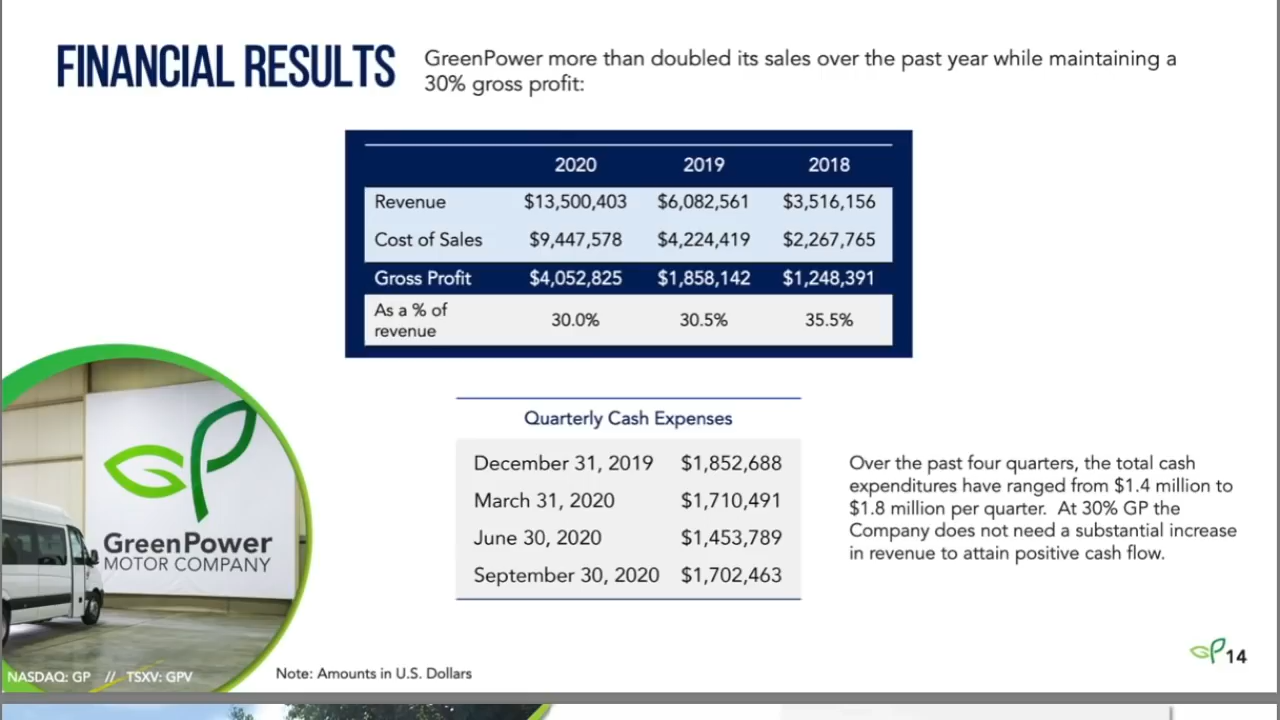 FINANCIAL RESULTS
GreenPower more than doubled its sales over the past year while maintaining a
30% gross profit:
2020 2019 2018
Revenue $13,500,403 $6,082,561 $3,516,156
Cost of Sales $9,447,578 $4,224,419 $2,267,765
Gross Profit $4,052,825 $1,858,142 $1,248,391
As a % of
revenue 30.0% 30.5% 35.5%
Quarterly Cash Expenses
December 31, 2019 $1,852,688
March 31, 2020 $1,710,491
June 30, 2020 $1,453,789
September 30, 2020 $1,702,463
Over the past four quarters, the total cash
expenditures have ranged from $1.4 million to
$1.8 million per quarter. At 30% GP the
Company does not need a substantial increase
in revenue to attain positive cash flow.
GreenPower
MOTOR COMPANY
NASDAQ: GP // TSXV: GPV
Note: Amounts in U.S. Dollars
GP 14